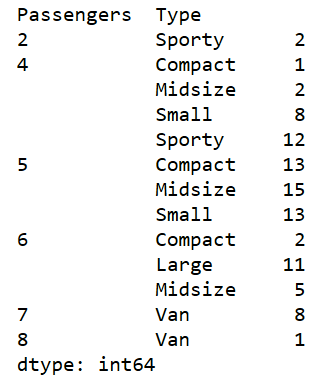 Passengers  Type
2           Sporty      2
4           Compact     1
            Midsize     2
            Small       8
            Sporty     12
5           Compact    13
            Midsize    15
            Small      13
6           Compact     2
            Large      11
            Midsize     5
7           Van         8
8           Van         1
dtype: int64